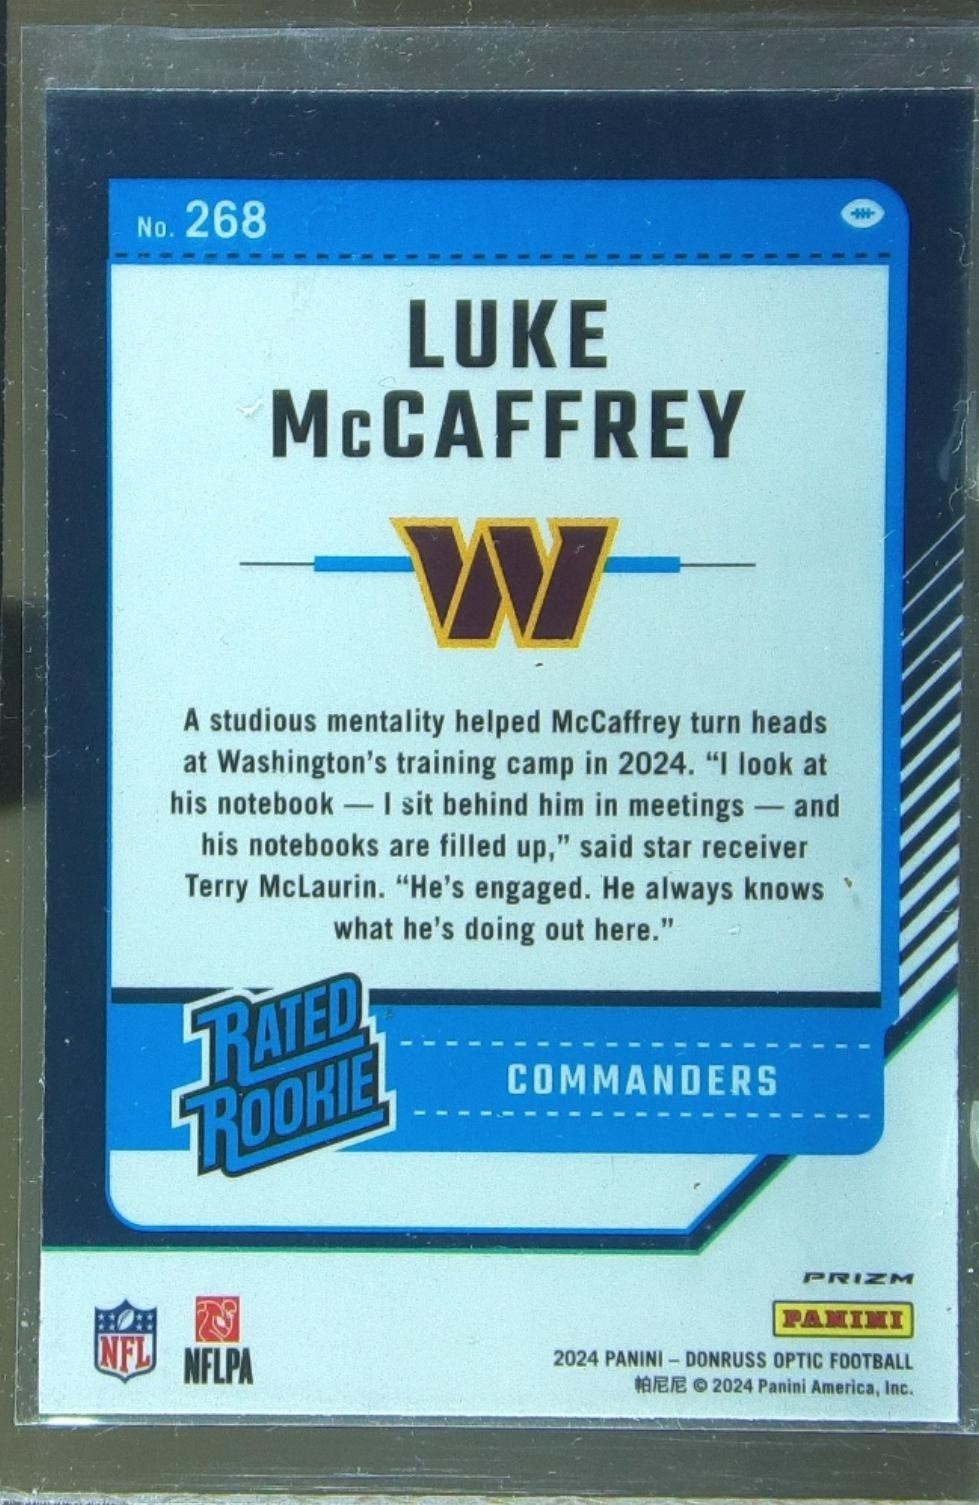 No. 268
LUKE
McCAFFREY
W
A studious mentality helped McCaffrey turn heads
at Washington's training camp in 2024. “I look at
his notebook — I sit behind him in meetings — and
his notebooks are filled up,” said star receiver
Terry McLaurin. “He's engaged. He always knows
what he's doing out here.”
RATED
ROOKIE
COMMANDERS
PRIZM
PANINI
NFL
NFLPA
2024 PANINI – DONRUSS OPTIC FOOTBALL
帕尼尼 © 2024 Panini America, Inc.